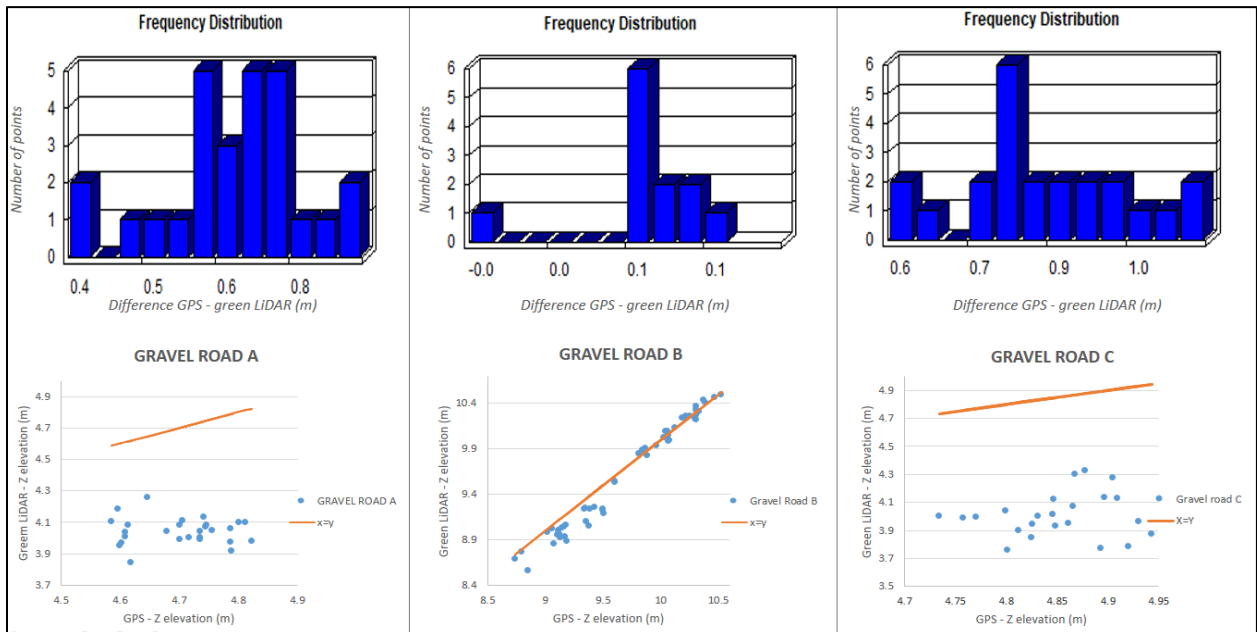 Frequency Distribution
Number of points
5
4
3
2
1
0
0.4 0.5 0.6 0.8
Difference GPS - green LiDAR (m)
GRAVEL ROAD A
Greem LiDAR - Z elevation (m)
4.9
4.7
4.5
4.3
4.1
3.9
3.7
4.5 4.6 4.7 4.8 4.9
GPS - Z elevation (m)
GRAVEL ROAD A
x=y
Frequency Distribution
Number of points
6
5
4
3
2
1
0
-0.0 0.0 0.1 0.1
Difference GPS - green LiDAR (m)
GRAVEL ROAD B
Green LiDAR - Z elevation (m)
10.4
9.9
9.4
8.9
8.4
8.5 9 9.5 10 10.5
GPS - Z elevation (m)
Gravel Road B
x=y
Frequency Distribution
Number of points
6
5
4
3
2
1
0
0.6 0.7 0.9 1.0
Difference GPS - green LiDAR (m)
GRAVEL ROAD C
Green LiDAR - Z elevation (m)
4.9
4.7
4.5
4.3
4.1
3.9
3.7
3.5
4.7 4.75 4.8 4.85 4.9 4.95
GPS - Z elevation (m)
Gravel road C
X=Y